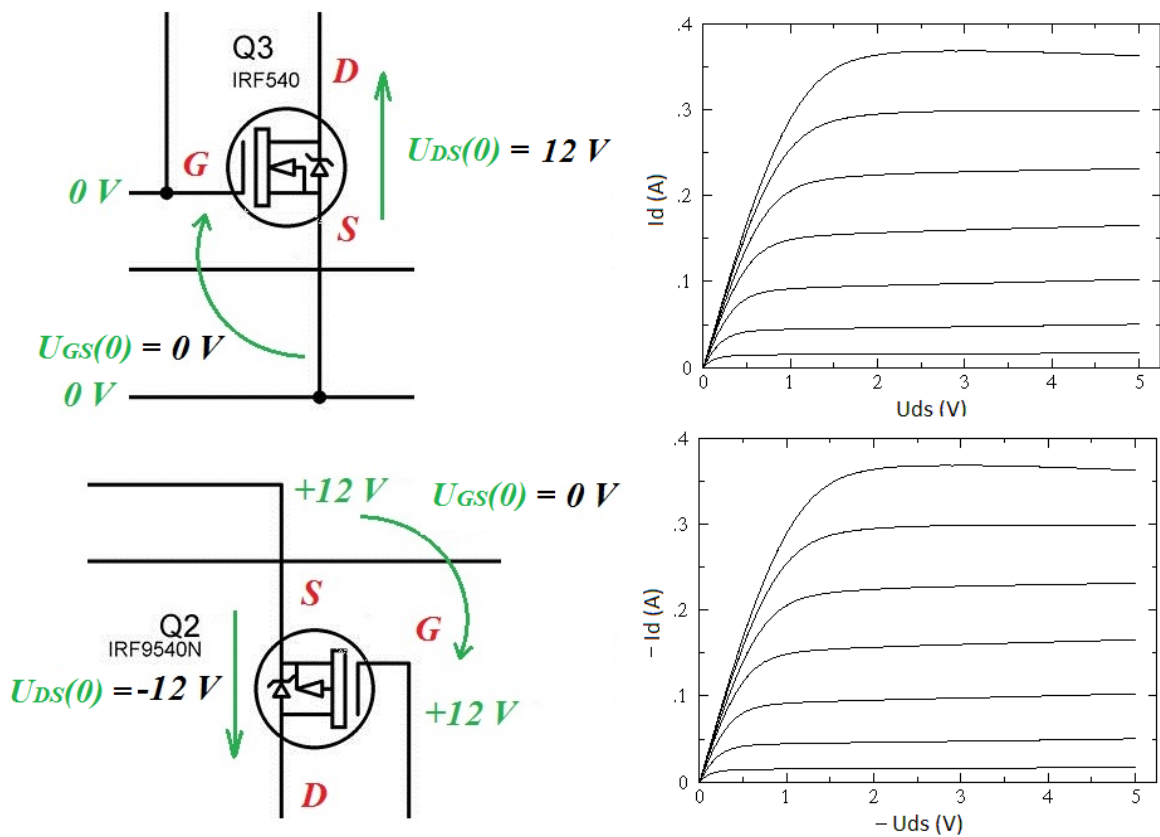 Q3
IRF540
D
G
S
0 V
UDS(0) = 12 V
UGS(0) = 0 V
0 V
.4
.3
.2
.1
0
0 1 2 3 4 5
Id (A)
Uds (V)
+12 V
UGS(0) = 0 V
S
G
Q2
IRF9540N
UDS(0) = -12 V
+12 V
D
.4
.3
.2
.1
0
0 1 2 3 4 5
– Id (A)
– Uds (V)